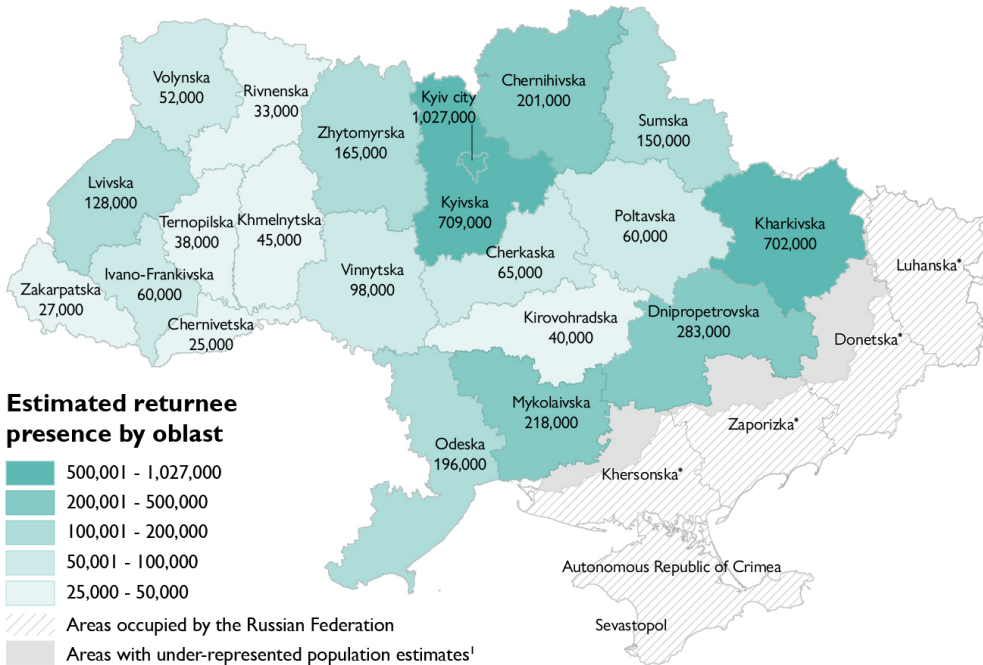 Volynska
52,000
Rivnenska
33,000
Zhytomyrska
165,000
Kyiv city
1,027,000
Chernihivska
201,000
Sumska
150,000
Lvivska
128,000
Ternopilska
38,000
Khmelnytska
45,000
Kyivska
709,000
Poltavska
60,000
Kharkivska
702,000
Zakarpatska
27,000
Ivano-Frankivska
60,000
Chernivetska
25,000
Vinnytska
98,000
Cherkaska
65,000
Kirovohradska
40,000
Dnipropetrovska
283,000
Luhanska*
Donetska*
Mykolaivska
218,000
Odeska
196,000
Zaporizka*
Khersonska*
Autonomous Republic of Crimea
Sevastopol
Estimated returnee
presence by oblast
500,001 - 1,027,000
200,001 - 500,000
100,001 - 200,000
50,001 - 100,000
25,000 - 50,000
Areas occupied by the Russian Federation
Areas with under-represented population estimates¹